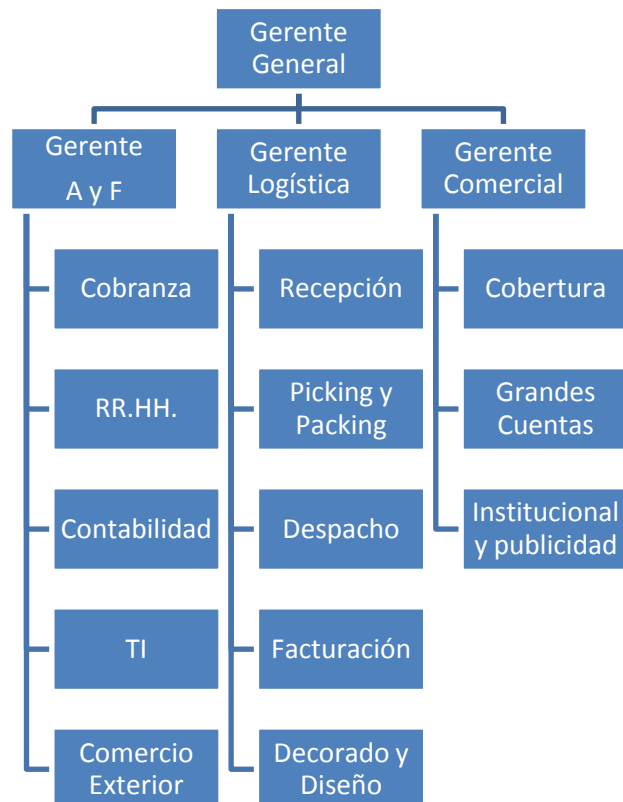 Gerente
General
Gerente
A y F
Gerente
Logística
Gerente
Comercial
Cobranza
Recepción
Cobertura
RR.HH.
Picking y
Packing
Grandes
Cuentas
Contabilidad
Despacho
Institucional
y publicidad
TI
Facturación
Comercio
Exterior
Decorado y
Diseño